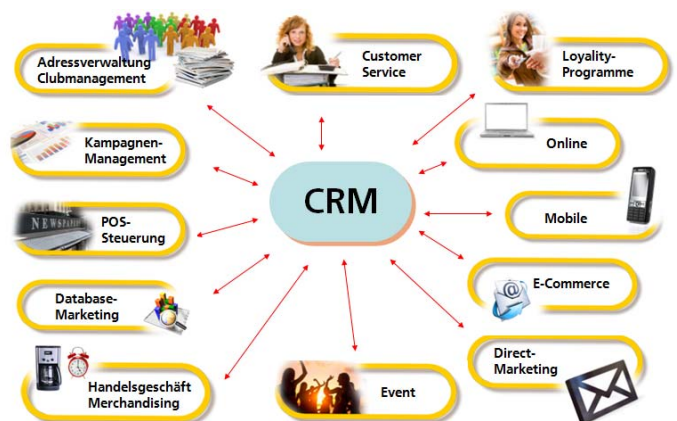 Adressverwaltung
Clubmanagement
Customer
Service
Loyality-
Programme
Kampagnen-
Management
Online
CRM
POS-
Steuerung
NEWSPAP
Mobile
Database-
Marketing
E-Commerce
@
Direct-
Marketing
Handelsgeschäft
Merchandising
Event